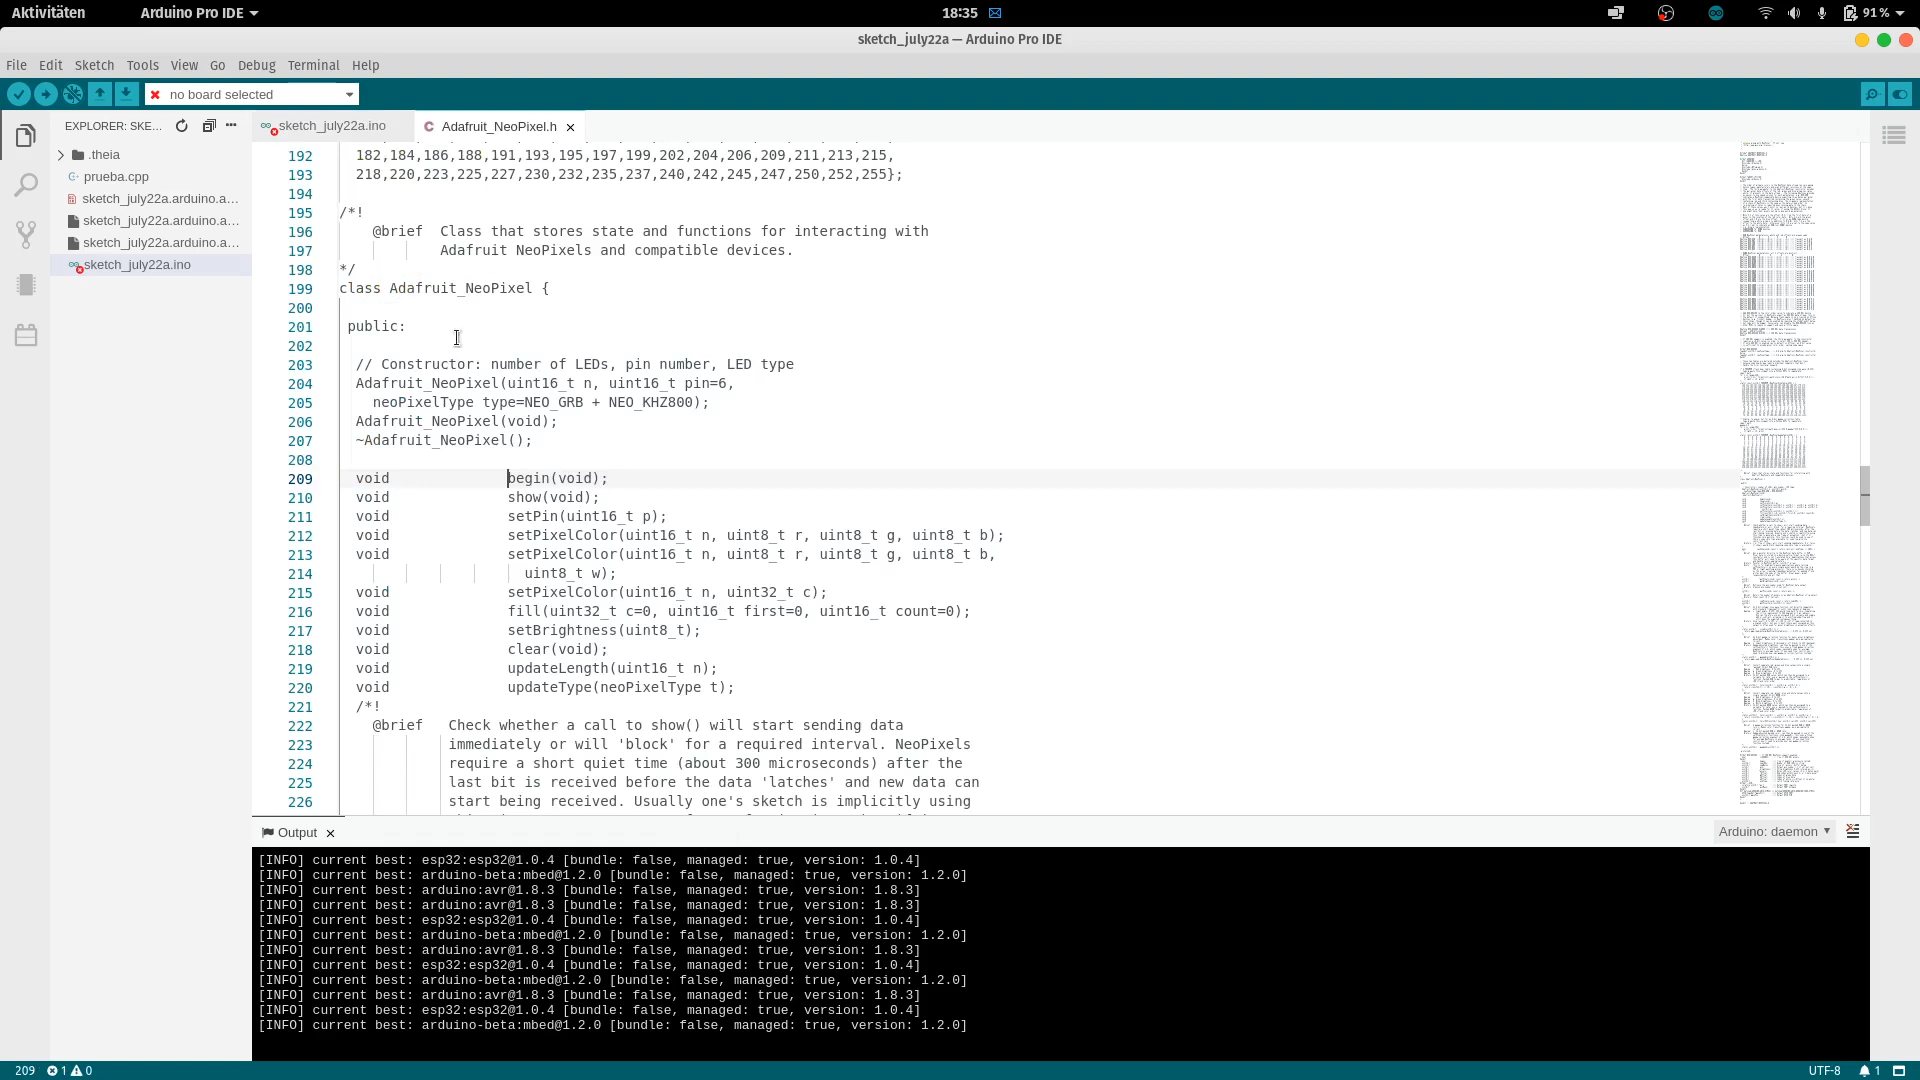 Aktivitäten
Arduino Pro IDE
18:35
91 %
sketch_july22a — Arduino Pro IDE
File Edit Sketch Tools View Go Debug Terminal Help
no board selected
EXPLORER: SKE...
sketch_july22a.ino
Adafruit_NeoPixel.h
.theia
prueba.cpp
sketch_july22a.arduino.a...
sketch_july22a.arduino.a...
sketch_july22a.arduino.a...
sketch_july22a.ino
192 182,184,186,188,191,193,195,197,199,202,204,206,209,211,213,215,
193 218,220,223,225,227,230,232,235,237,240,242,245,247,250,252,255};
194
195 /*!
196 @brief Class that stores state and functions for interacting with
197 Adafruit NeoPixels and compatible devices.
198 */
199 class Adafruit_NeoPixel {
200
201 public:
202
203 // Constructor: number of LEDs, pin number, LED type
204 Adafruit_NeoPixel(uint16_t n, uint16_t pin=6,
205 neoPixelType type=NEO_GRB + NEO_KHZ800);
206 Adafruit_NeoPixel(void);
207 ~Adafruit_NeoPixel();
208
209 void begin(void);
210 void show(void);
211 void setPin(uint16_t p);
212 void setPixelColor(uint16_t n, uint8_t r, uint8_t g, uint8_t b);
213 void setPixelColor(uint16_t n, uint8_t r, uint8_t g, uint8_t b,
214 uint8_t w);
215 void setPixelColor(uint16_t n, uint32_t c);
216 void fill(uint32_t c=0, uint16_t first=0, uint16_t count=0);
217 void setBrightness(uint8_t);
218 void clear(void);
219 void updateLength(uint16_t n);
220 void updateType(neoPixelType t);
221 /*!
222 @brief Check whether a call to show() will start sending data
223 immediately or will 'block' for a required interval. NeoPixels
224 require a short quiet time (about 300 microseconds) after the
225 last bit is received before the data 'latches' and new data can
226 start being received. Usually one's sketch is implicitly using
Output
Arduino: daemon
[INFO] current best: esp32:esp32@1.0.4 [bundle: false, managed: true, version: 1.0.4]
[INFO] current best: arduino-beta:mbed@1.2.0 [bundle: false, managed: true, version: 1.2.0]
[INFO] current best: arduino:avr@1.8.3 [bundle: false, managed: true, version: 1.8.3]
[INFO] current best: arduino:avr@1.8.3 [bundle: false, managed: true, version: 1.8.3]
[INFO] current best: esp32:esp32@1.0.4 [bundle: false, managed: true, version: 1.0.4]
[INFO] current best: arduino-beta:mbed@1.2.0 [bundle: false, managed: true, version: 1.2.0]
[INFO] current best: arduino:avr@1.8.3 [bundle: false, managed: true, version: 1.8.3]
[INFO] current best: esp32:esp32@1.0.4 [bundle: false, managed: true, version: 1.0.4]
[INFO] current best: arduino-beta:mbed@1.2.0 [bundle: false, managed: true, version: 1.2.0]
[INFO] current best: arduino:avr@1.8.3 [bundle: false, managed: true, version: 1.8.3]
[INFO] current best: esp32:esp32@1.0.4 [bundle: false, managed: true, version: 1.0.4]
[INFO] current best: arduino-beta:mbed@1.2.0 [bundle: false, managed: true, version: 1.2.0]
209 1 0 UTF-8 1